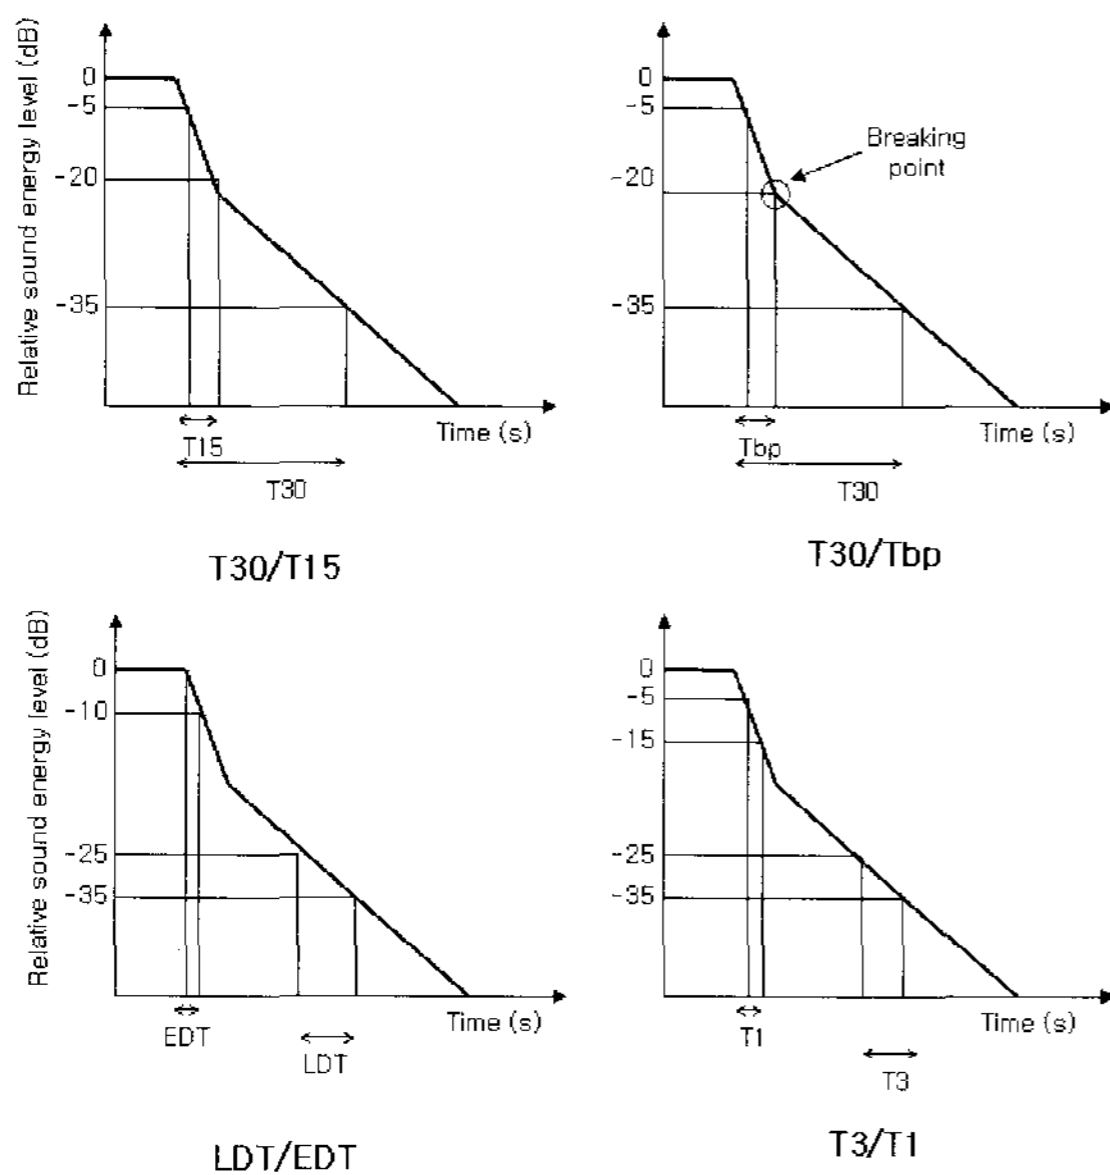 Relative sound energy level (dB)
0
-5
-20
-35
Time (s)
T15
T30
T30/T15
0
-5
-20
-35
Breaking
point
Time (s)
Tbp
T30
T30/Tbp
Relative sound energy level (dB)
0
-10
-25
-35
Time (s)
EDT
LDT
LDT/EDT
0
-5
-15
-25
-35
Time (s)
T1
T3
T3/T1